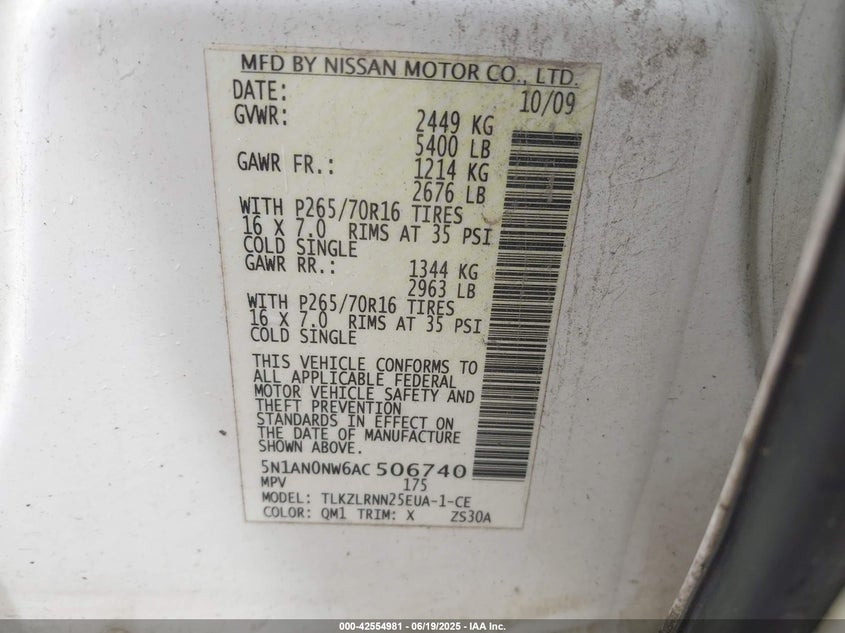 MFD BY NISSAN MOTOR CO., LTD.
DATE: 10/09
GVWR: 2449 KG
5400 LB
GAWR FR.: 1214 KG
2676 LB
WITH P265/70R16 TIRES
16 X 7.0 RIMS AT 35 PSI
COLD SINGLE
GAWR RR.: 1344 KG
2963 LB
WITH P265/70R16 TIRES
16 X 7.0 RIMS AT 35 PSI
COLD SINGLE
THIS VEHICLE CONFORMS TO
ALL APPLICABLE FEDERAL
MOTOR VEHICLE SAFETY AND
THEFT PREVENTION
STANDARDS IN EFFECT ON
THE DATE OF MANUFACTURE
SHOWN ABOVE.
5N1AN0NW6AC506740
MPV 175
MODEL: TLKZLRNN25EUA-1-CE
COLOR: QM1 TRIM: X ZS30A
000-42554981 - 06/19/2025 - IAA Inc.